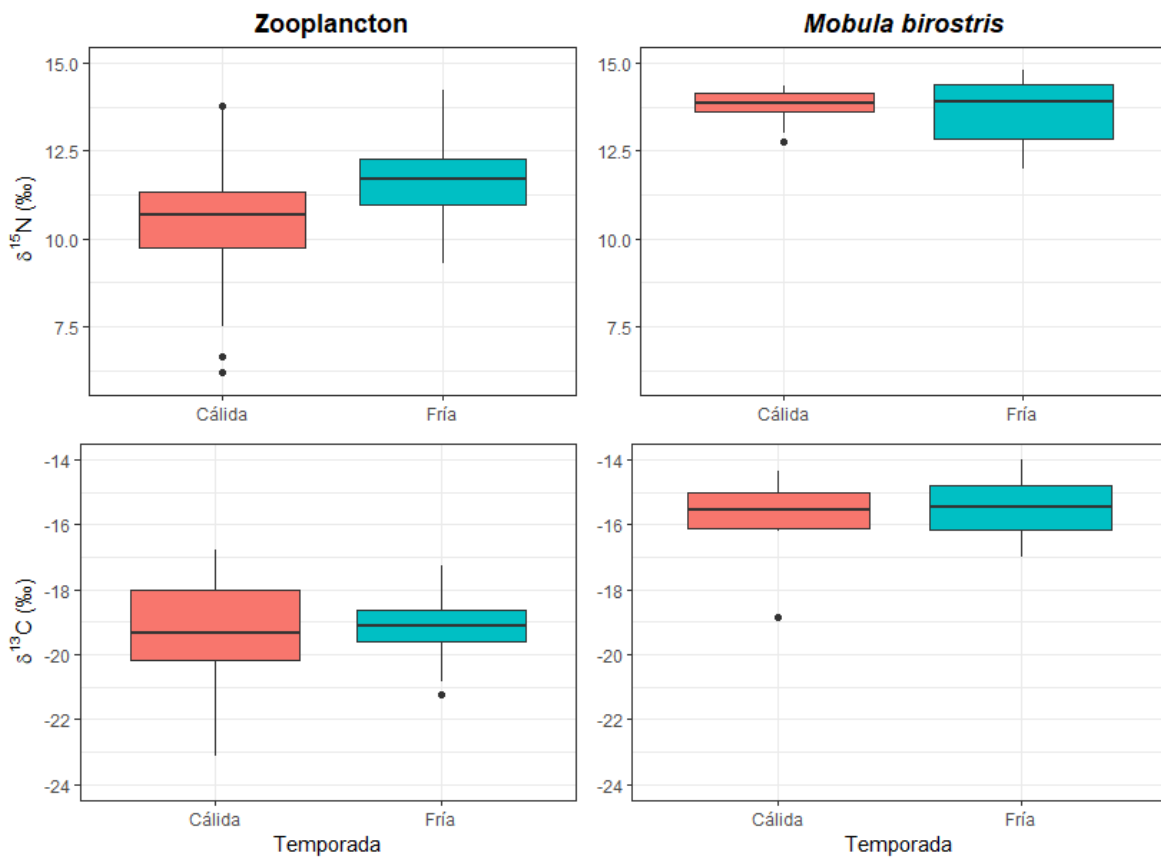 Zooplancton
Mobula birostris
δ¹⁵N (‰)
15.0
12.5
10.0
7.5
Cálida
Fría
15.0
12.5
10.0
7.5
Cálida
Fría
δ¹³C (‰)
-14
-16
-18
-20
-22
-24
Cálida
Fría
Temporada
-14
-16
-18
-20
-22
-24
Cálida
Fría
Temporada